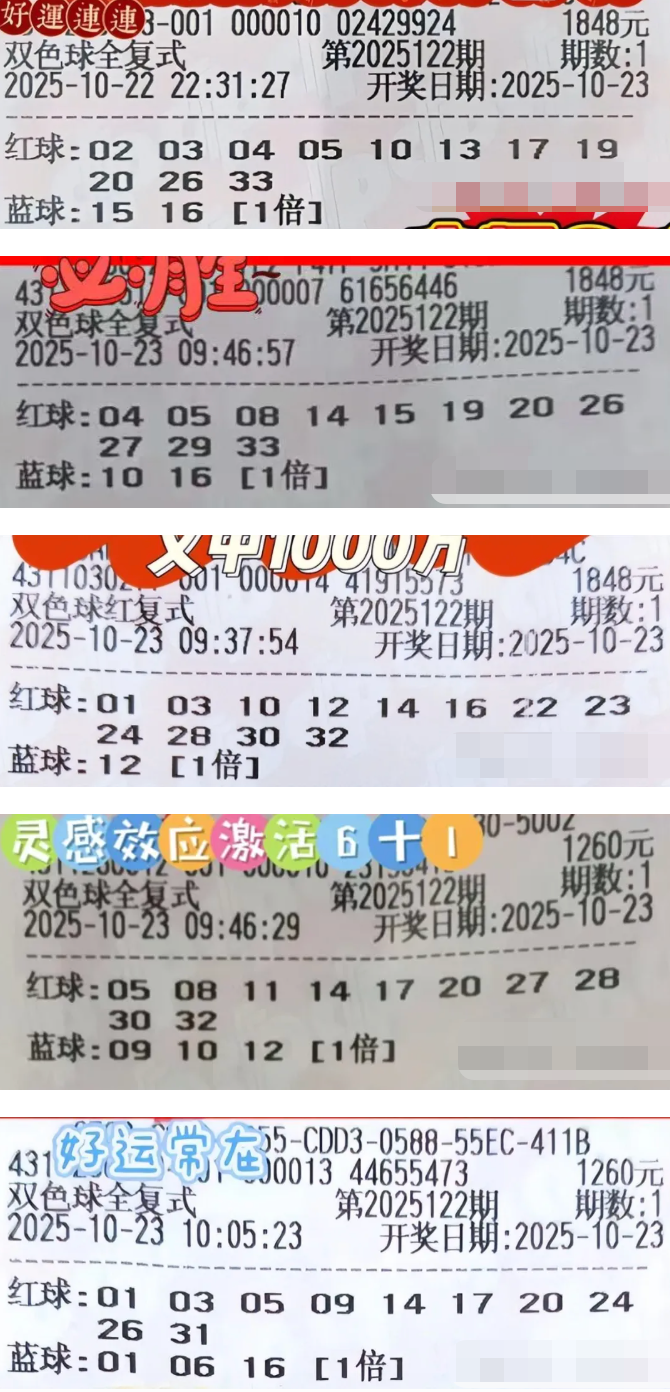 好運連連
3-001 000010 02429924 1848元
双色球全复式 第2025122期 期数:1
2025-10-22 22:31:27 开奖日期:2025-10-23
红球:02 03 04 05 10 13 17 19
20 26 33
蓝球:15 16 [1倍]
必月生~
43 000007 61656446 1848元
双色球全复式 第2025122期 期数:1
2025-10-23 09:46:57 开奖日期:2025-10-23
红球:04 05 08 14 15 19 20 26
27 29 33
蓝球:10 16 [1倍]
又中1000万
4C
001 000014 41915573 1848元
双色球红复式 第2025122期 期数:1
2025-10-23 09:37:54 开奖日期:2025-10-23
红球:01 03 10 12 14 16 22 23
24 28 30 32
蓝球:12 [1倍]
灵感效应激活6十1
30-5002
1260元
双色球全复式 第2025122期 期数:1
2025-10-23 09:46:29 开奖日期:2025-10-23
红球:05 08 11 14 17 20 27 28
30 32
蓝球:09 10 12 [1倍]
好运常在
55-CDD3-0588-55EC-411B
431 000013 44655473 1260元
双色球全复式 第2025122期 期数:1
2025-10-23 10:05:23 开奖日期:2025-10-23
红球:01 03 05 09 14 17 20 24
26 31
蓝球:01 06 16 [1倍]